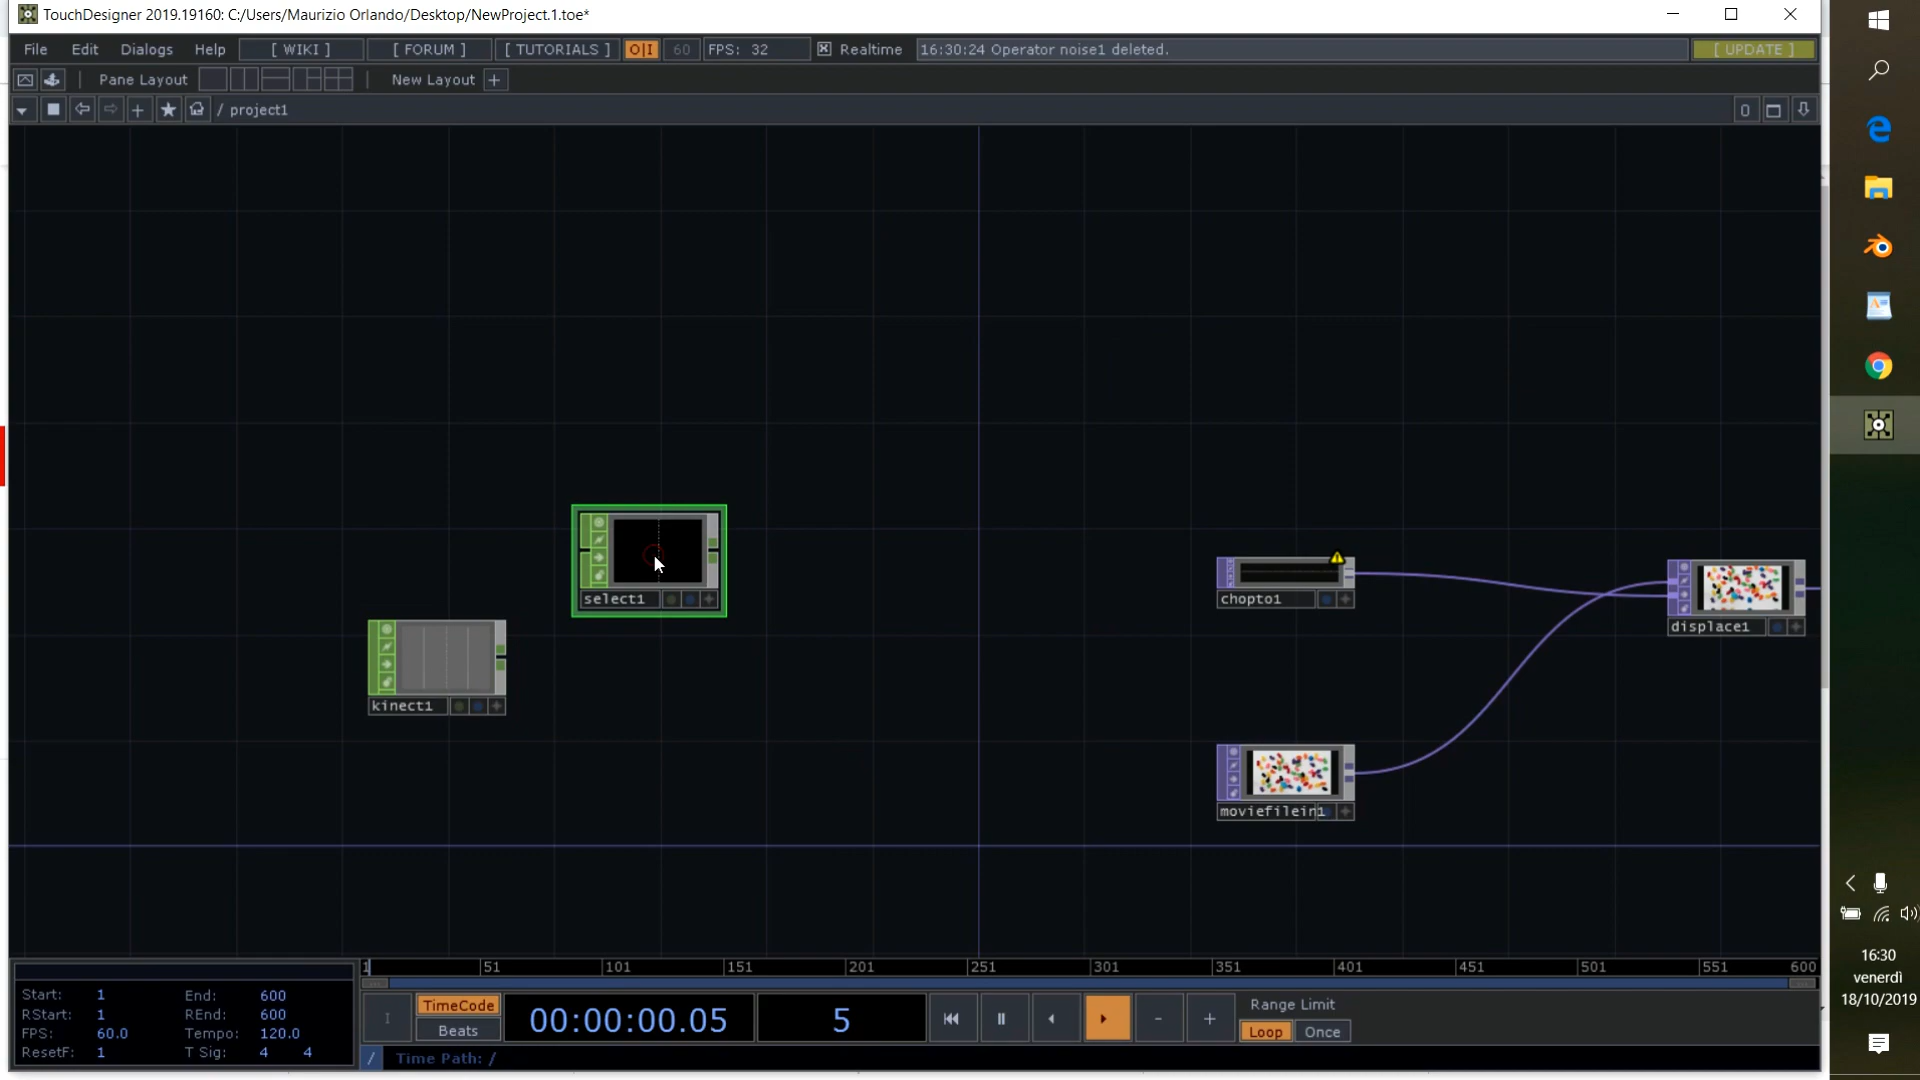 TouchDesigner 2019.19160: C:/Users/Maurizio Orlando/Desktop/NewProject.1.toe*
File Edit Dialogs Help [ WIKI ] [ FORUM ] [ TUTORIALS ] O|I 60 FPS: 32 Realtime 16:30:24 Operator noise1 deleted. [ UPDATE ]
Pane Layout New Layout +
/ project1 0
select1
chopto1
displace1
kinect1
moviefilein1
1 51 101 151 201 251 301 351 401 451 501 551 600
Start: 1 End: 600
RStart: 1 REnd: 600
FPS: 60.0 Tempo: 120.0
ResetF: 1 T Sig: 4 4
TimeCode
Beats
00:00:00.05
5
Range Limit
Loop Once
/ Time Path: /
16:30
venerdì
18/10/2019